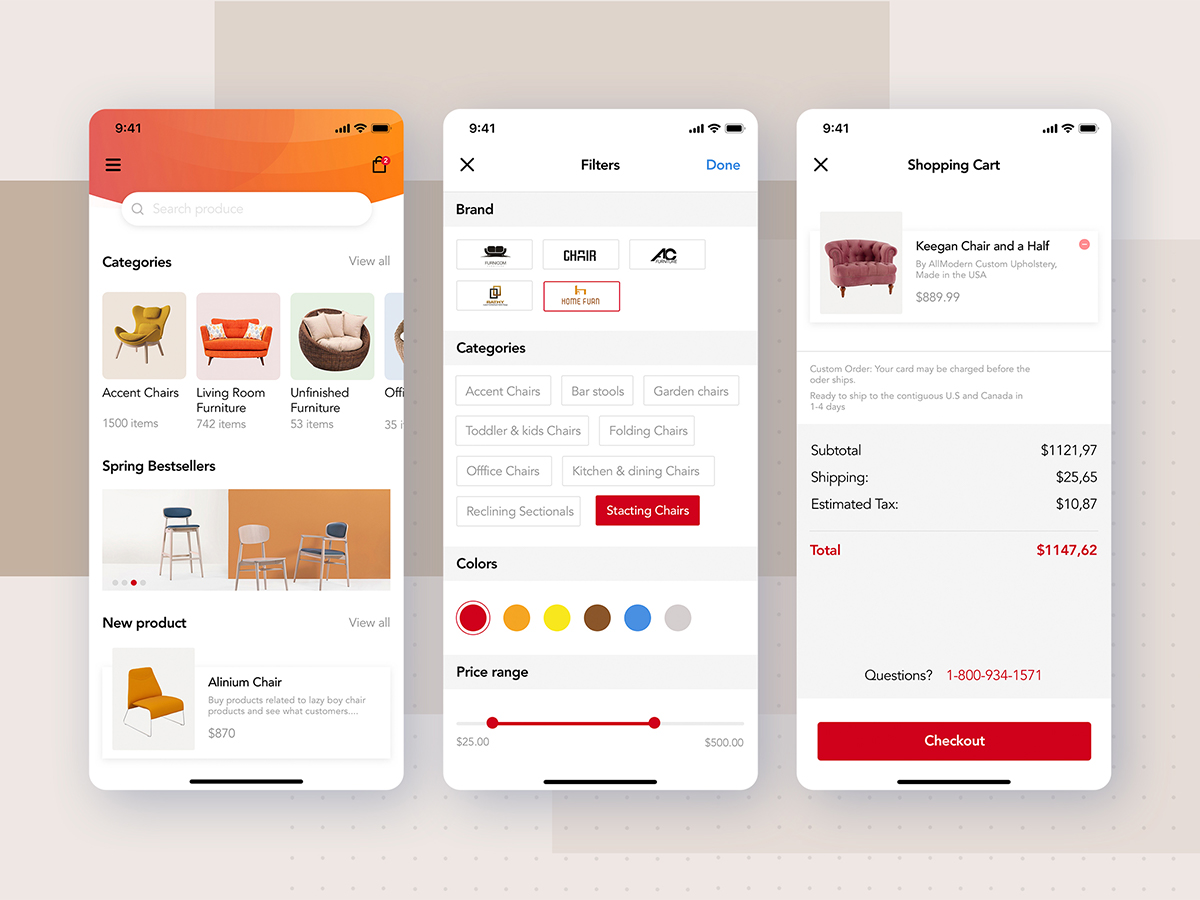 9:41
2
Search produce
Categories
View all
Accent Chairs
1500 items
Living Room
Furniture
742 items
Unfinished
Furniture
53 items
Offi
35 i
Spring Bestsellers
New product
View all
Alinium Chair
Buy products related to lazy boy chair
products and see what customers....
$870
9:41
Filters
Done
Brand
FURNICOM
CHAIR
AC
FURNITURE
HOME FURN
Categories
Accent Chairs
Bar stools
Garden chairs
Toddler & kids Chairs
Folding Chairs
Offfice Chairs
Kitchen & dining Chairs
Reclining Sectionals
Stacting Chairs
Colors
Price range
$25.00
$500.00
9:41
Shopping Cart
Keegan Chair and a Half
By AllModern Custom Upholstery,
Made in the USA
$889.99
Custom Order: Your card may be charged before the
oder ships.
Ready to ship to the contiguous U.S and Canada in
1-4 days
Subtotal
$1121,97
Shipping:
$25,65
Estimated Tax:
$10,87
Total
$1147,62
Questions? 1-800-934-1571
Checkout